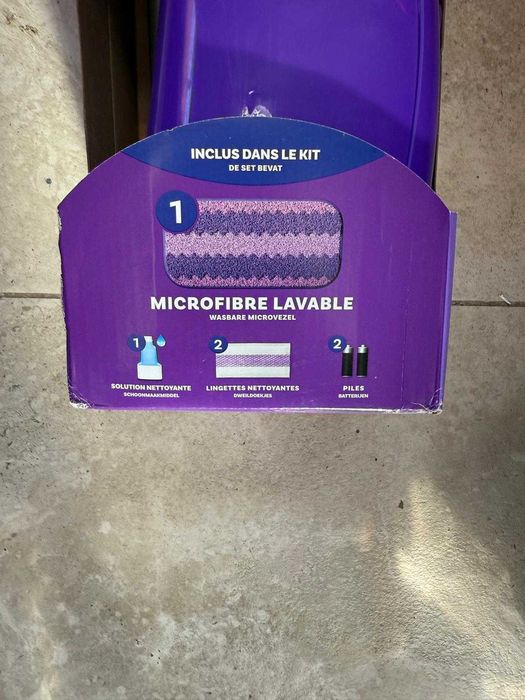 INCLUS DANS LE KIT
DE SET BEVAT
1
MICROFIBRE LAVABLE
WASBARE MICROVEZEL
1
SOLUTION NETTOYANTE
SCHOONMAAKMIDDEL
2
LINGETTES NETTOYANTES
DWEILDOEKJES
2
PILES
BATTERIJEN